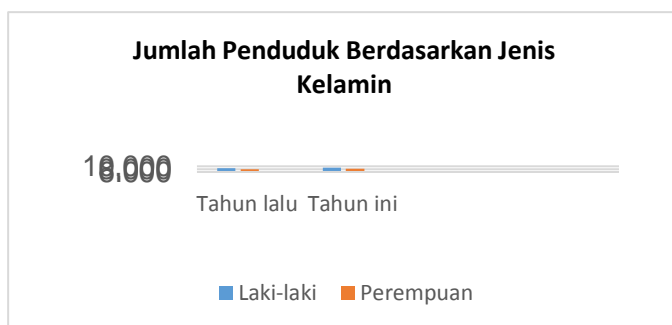 Jumlah Penduduk Berdasarkan Jenis
Kelamin
Tahun lalu Tahun ini
Laki-laki Perempuan